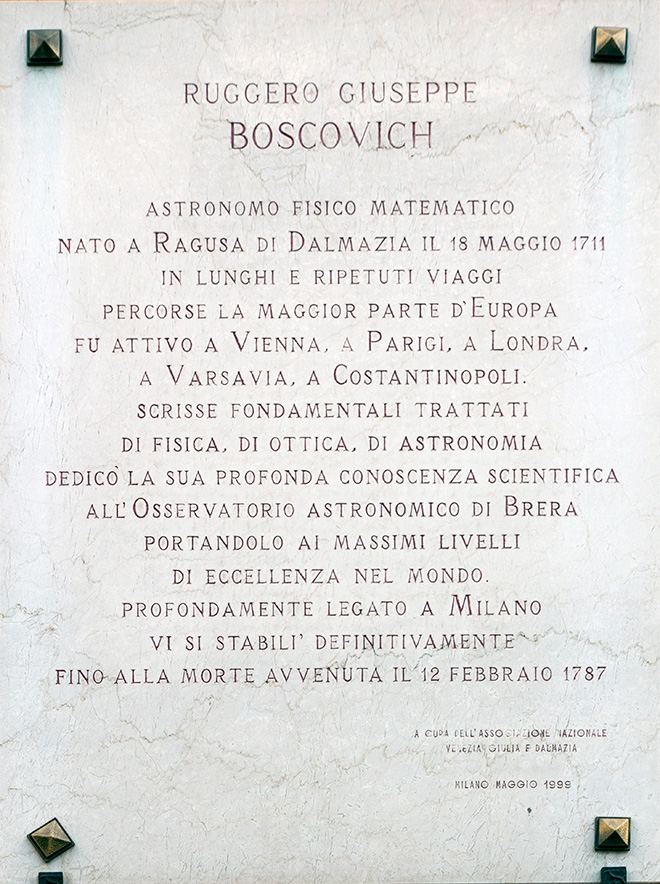 RUGGERO GIUSEPPE
BOSCOVICH
ASTRONOMO FISICO MATEMATICO
NATO A RAGUSA DI DALMAZIA IL 18 MAGGIO 1711
IN LUNGHI E RIPETUTI VIAGGI
PERCORSE LA MAGGIOR PARTE D'EUROPA
FU ATTIVO A VIENNA, A PARIGI, A LONDRA,
A VARSAVIA, A COSTANTINOPOLI.
SCRISSE FONDAMENTALI TRATTATI
DI FISICA, DI OTTICA, DI ASTRONOMIA
DEDICÒ LA SUA PROFONDA CONOSCENZA SCIENTIFICA
ALL'OSSERVATORIO ASTRONOMICO DI BRERA
PORTANDOLO AI MASSIMI LIVELLI
DI ECCELLENZA NEL MONDO.
PROFONDAMENTE LEGATO A MILANO
VI SI STABILI' DEFINITIVAMENTE
FINO ALLA MORTE AVVENUTA IL 12 FEBBRAIO 1787
A CURA DELL'ASSOCIAZIONE NAZIONALE
VENEZIA GIULIA E DALMAZIA
MILANO MAGGIO 1999